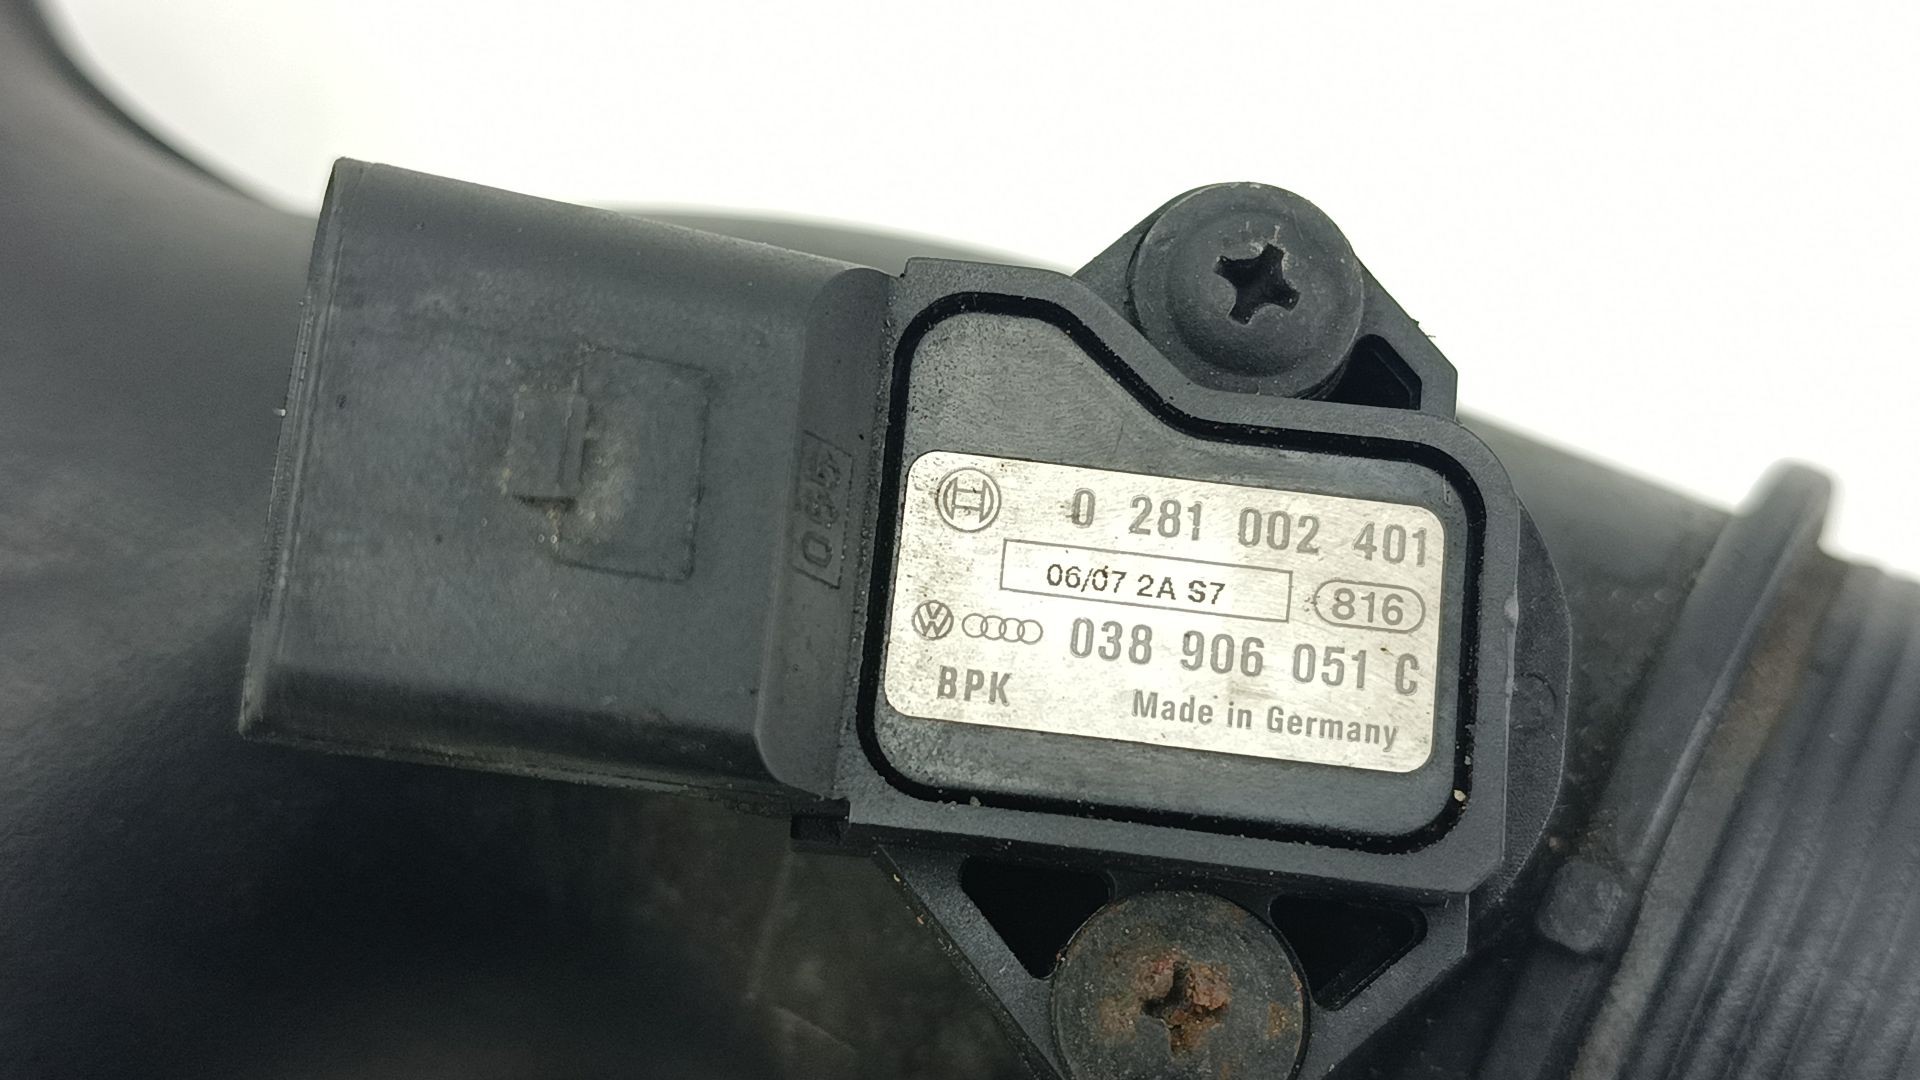 0 281 002 401
06/07 2A S7
816
038 906 051 C
BPK
Made in Germany